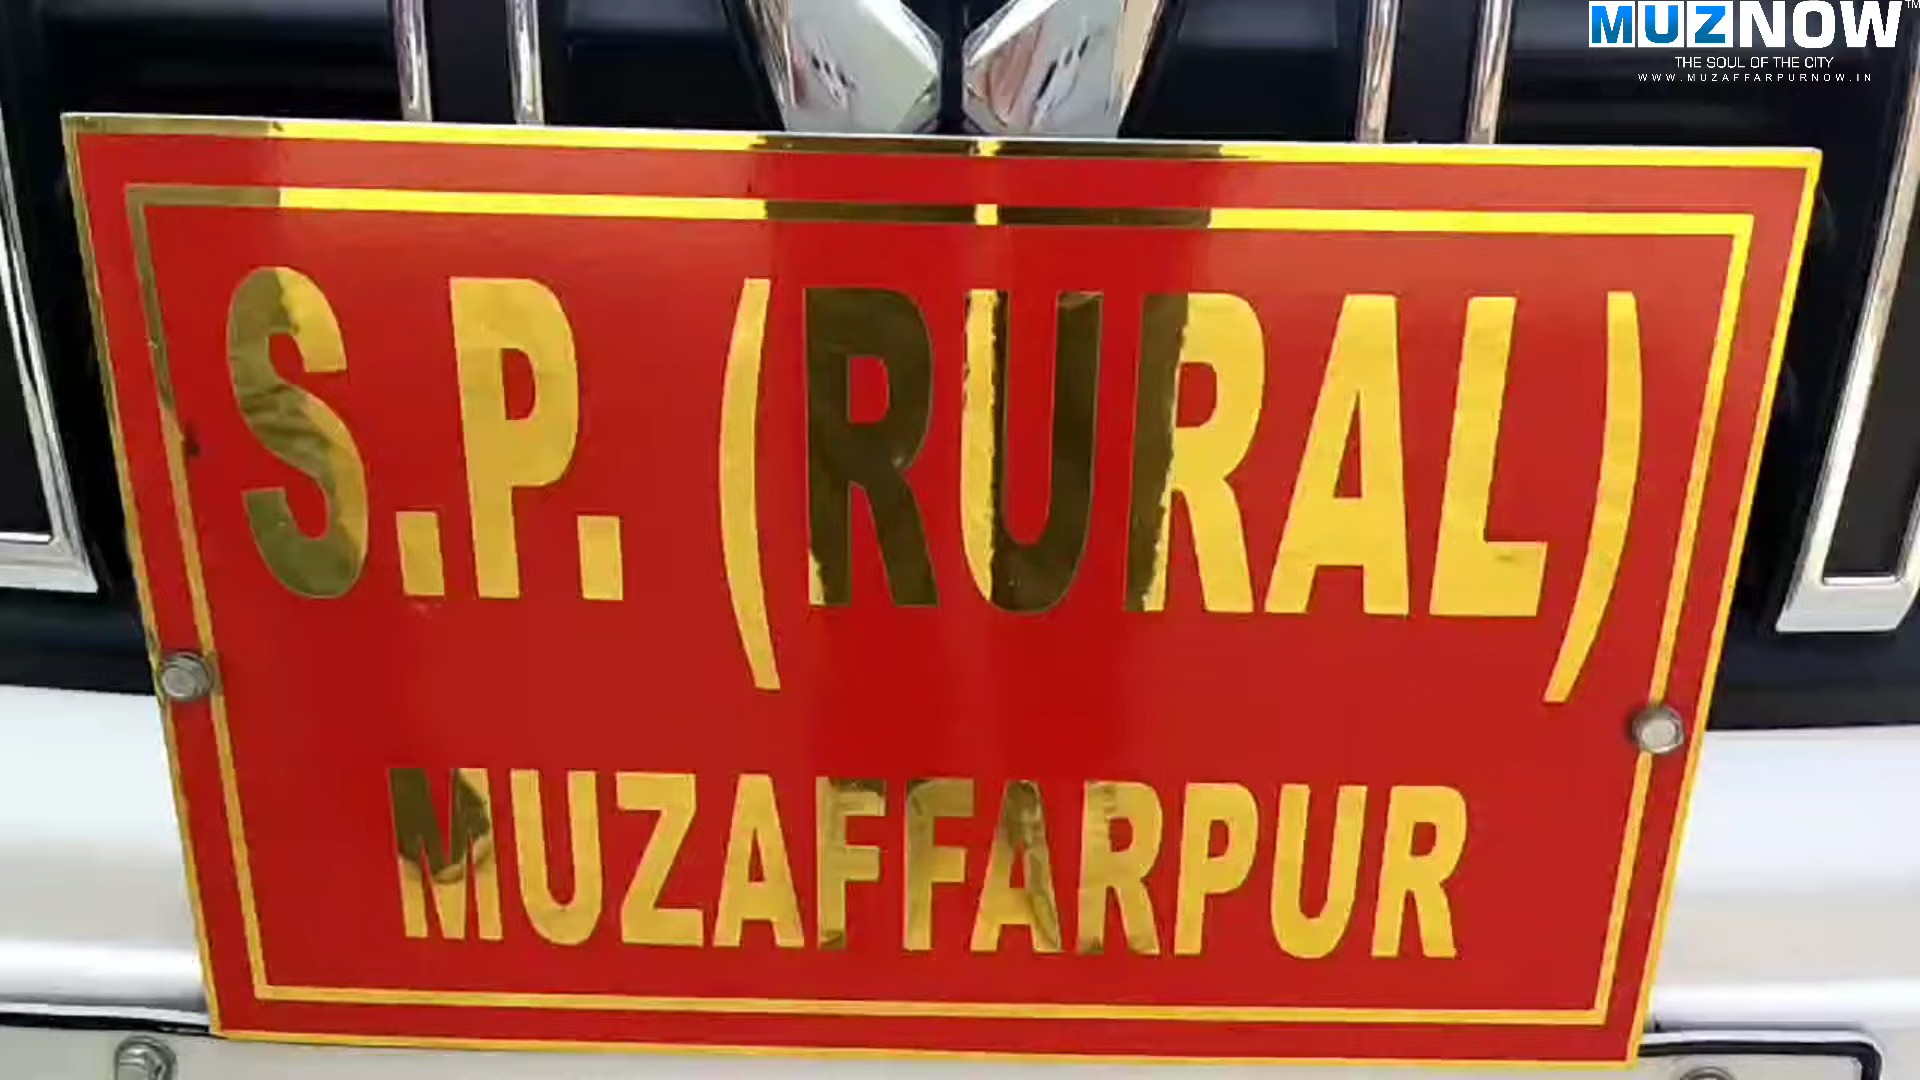 MUZNOW™
THE SOUL OF THE CITY
WWW.MUZAFFARPURNOW.IN
S.P. (RURAL)
MUZAFFARPUR